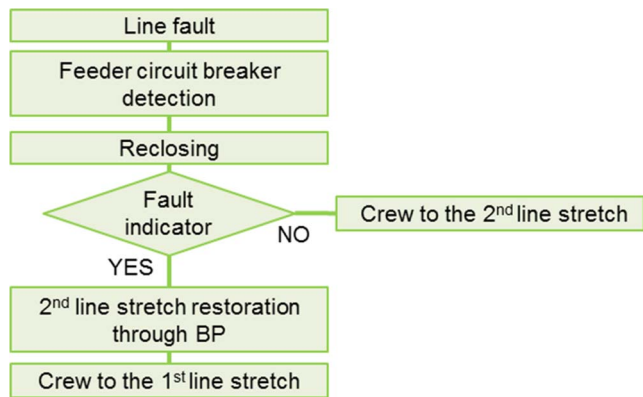 Line fault
Feeder circuit breaker
detection
Reclosing
Fault
indicator
NO
Crew to the 2nd line stretch
YES
2nd line stretch restoration
through BP
Crew to the 1st line stretch